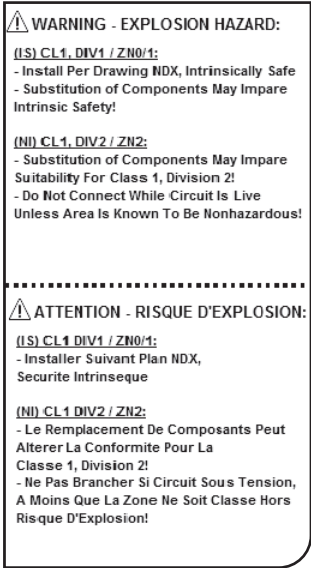 WARNING - EXPLOSION HAZARD:
(IS) CL1, DIV1 / ZN0/1:
- Install Per Drawing NDX, Intrinsically Safe
- Substitution of Components May Impare
Intrinsic Safety!
(NI) CL1, DIV2 / ZN2:
- Substitution of Components May Impare
Suitability For Class 1, Division 2!
- Do Not Connect While Circuit Is Live
Unless Area Is Known To Be Nonhazardous!
ATTENTION - RISQUE D'EXPLOSION:
(IS) CL1 DIV1 / ZN0/1:
- Installer Suivant Plan NDX,
Securite Intrinseque
(NI) CL1 DIV2 / ZN2:
- Le Remplacement De Composants Peut
Alterer La Conformite Pour La
Classe 1, Division 2!
- Ne Pas Brancher Si Circuit Sous Tension,
A Moins Que La Zone Ne Soit Classe Hors
Risque D'Explosion!